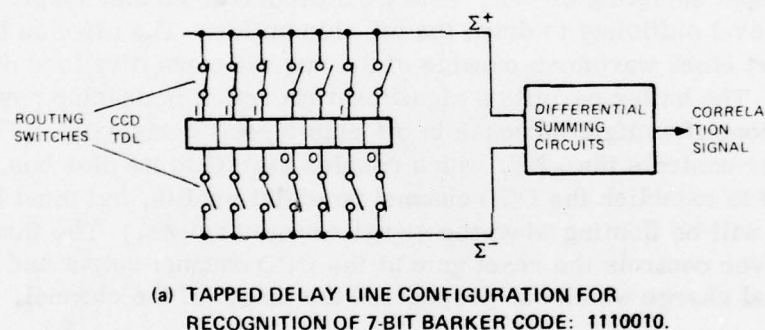 Σ+
ROUTING SWITCHES
CCD TDL
I I I I
O O O
DIFFERENTIAL
SUMMING
CIRCUITS
CORRELA
TION
SIGNAL
Σ−
(a) TAPPED DELAY LINE CONFIGURATION FOR
RECOGNITION OF 7-BIT BARKER CODE: 1110010.